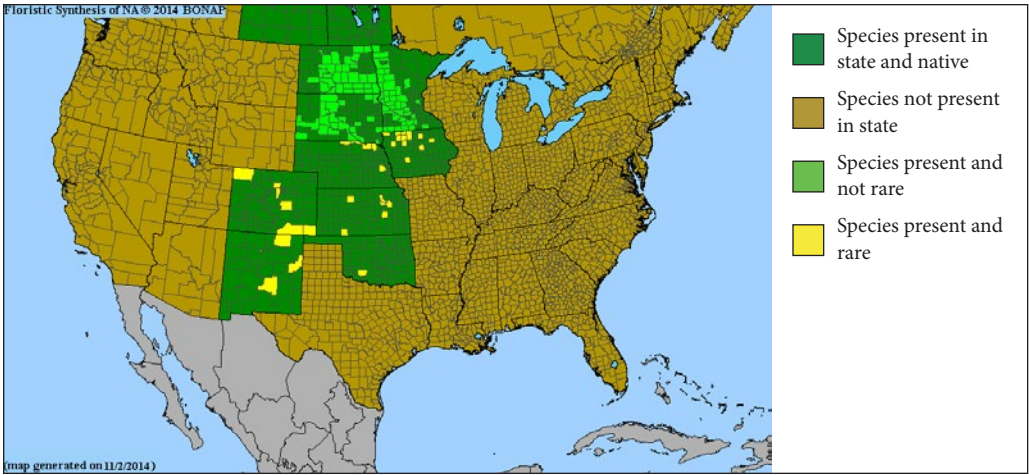 Floristic Synthesis of NA © 2014 BONAP
Species present in
state and native
Species not present
in state
Species present and
not rare
Species present and
rare
(map generated on 11/2/2014)